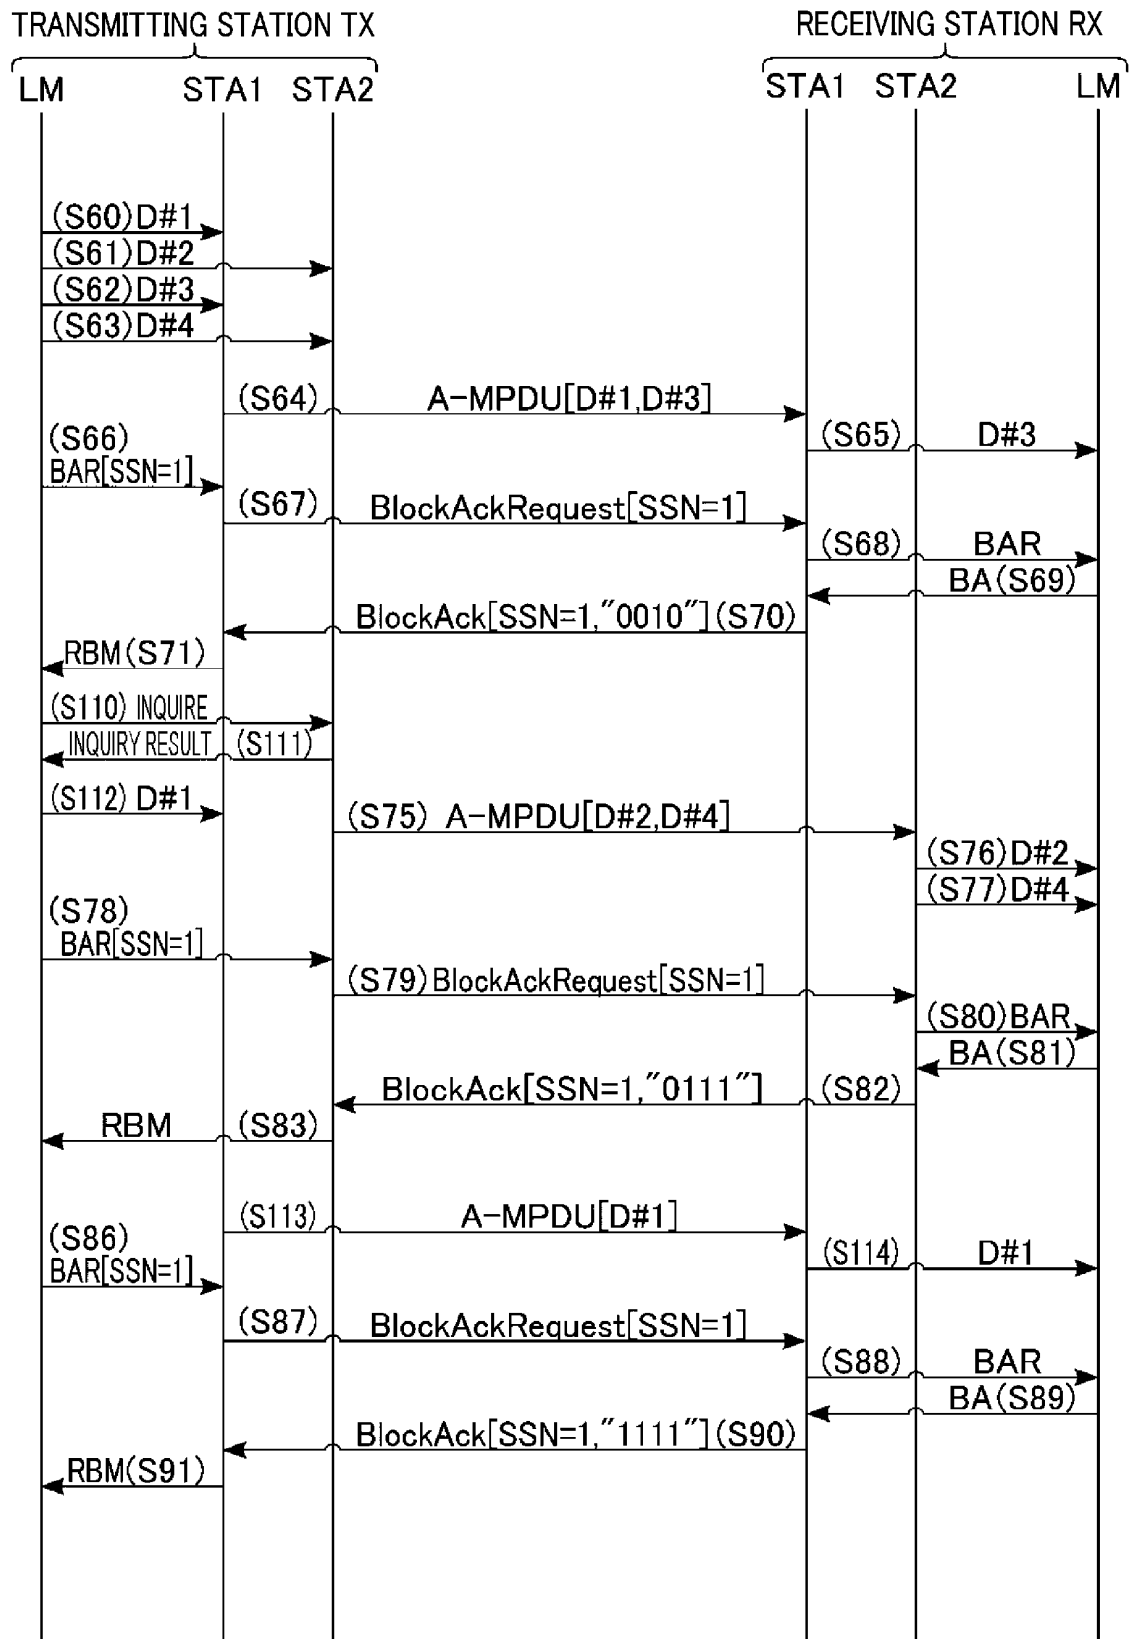 TRANSMITTING STATION TX
RECEIVING STATION RX
LM STA1 STA2
STA1 STA2 LM
(S60)D#1
(S61)D#2
(S62)D#3
(S63)D#4
(S64) A-MPDU[D#1,D#3]
(S65) D#3
(S66)
BAR[SSN=1]
(S67) BlockAckRequest[SSN=1]
(S68) BAR
BA(S69)
BlockAck[SSN=1,"0010"](S70)
RBM(S71)
(S110) INQUIRE
INQUIRY RESULT (S111)
(S112) D#1
(S75) A-MPDU[D#2,D#4]
(S76)D#2
(S77)D#4
(S78)
BAR[SSN=1]
(S79)BlockAckRequest[SSN=1]
(S80)BAR
BA(S81)
BlockAck[SSN=1,"0111"] (S82)
RBM (S83)
(S113) A-MPDU[D#1]
(S114) D#1
(S86)
BAR[SSN=1]
(S87) BlockAckRequest[SSN=1]
(S88) BAR
BA(S89)
BlockAck[SSN=1,"1111"](S90)
RBM(S91)